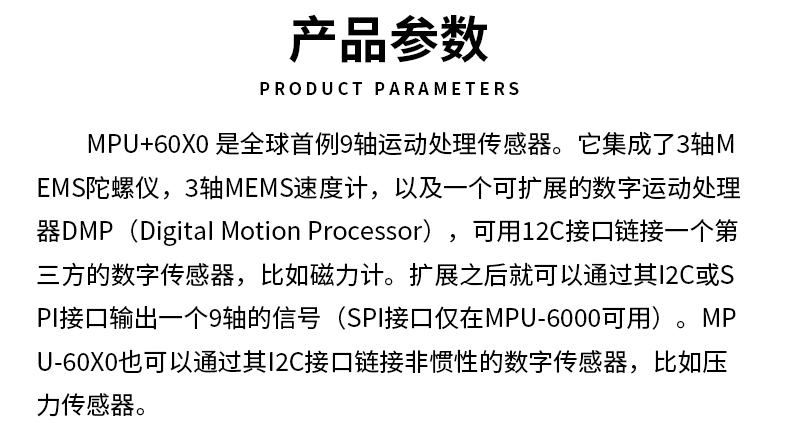 产品参数
PRODUCT PARAMETERS
MPU+60X0 是全球首例9轴运动处理传感器。它集成了3轴M
EMS陀螺仪，3轴MEMS速度计，以及一个可扩展的数字运动处理
器DMP（Digital Motion Processor），可用12C接口链接一个第
三方的数字传感器，比如磁力计。扩展之后就可以通过其I2C或S
PI接口输出一个9轴的信号（SPI接口仅在MPU-6000可用）。MP
U-60X0也可以通过其I2C接口链接非惯性的数字传感器，比如压
力传感器。